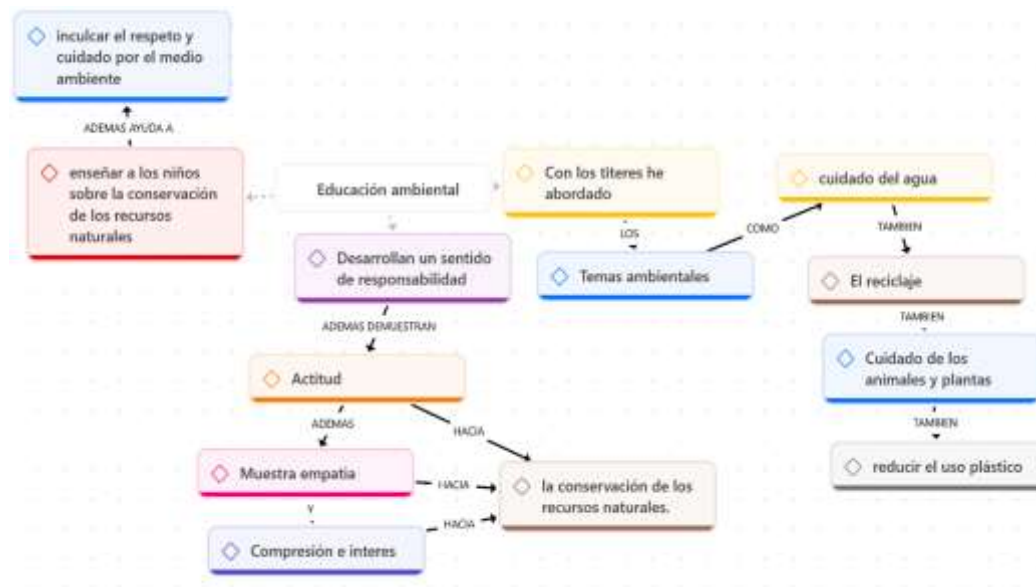 inculcar el respeto y
cuidado por el medio
ambiente
ADEMAS AYUDA A
enseñar a los niños
sobre la conservación
de los recursos
naturales
Educación ambiental
Con los titeres he
abordado
LOS
Temas ambientales
COMO
cuidado del agua
TAMBIEN
El reciclaje
TAMBIEN
Cuidado de los
animales y plantas
TAMBIEN
reducir el uso plástico
Desarrollan un sentido
de responsabilidad
ADEMAS DEMUESTRAN
Actitud
ADEMAS
HACIA
Muestra empatia
HACIA
la conservación de los
recursos naturales.
Y
HACIA
Compresión e interes